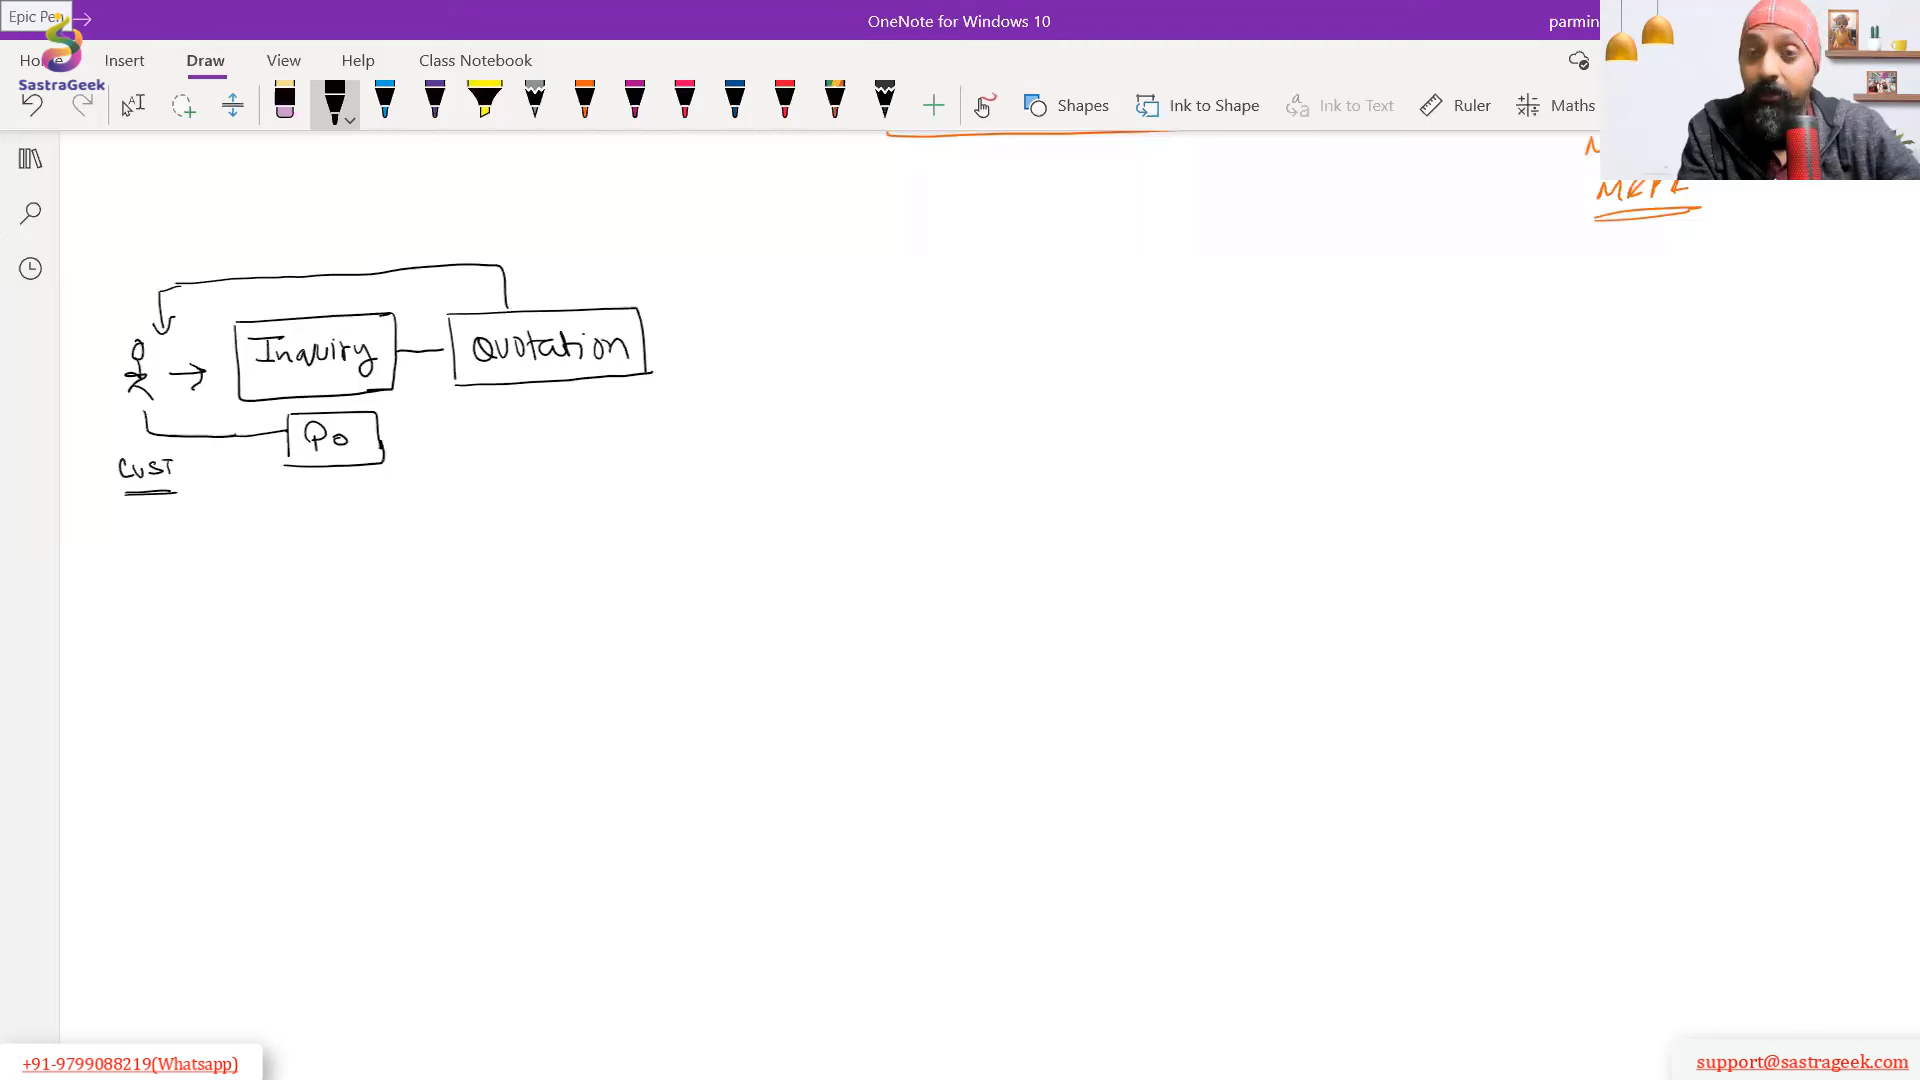 Epic Pen
OneNote for Windows 10
parmin
SastraGeek
Insert
Draw
View
Help
Class Notebook
Shapes
Ink to Shape
Ink to Text
Ruler
Maths
Inquiry
Quotation
Po
CUST
+91-9799088219(Whatsapp)
support@sastrageek.com